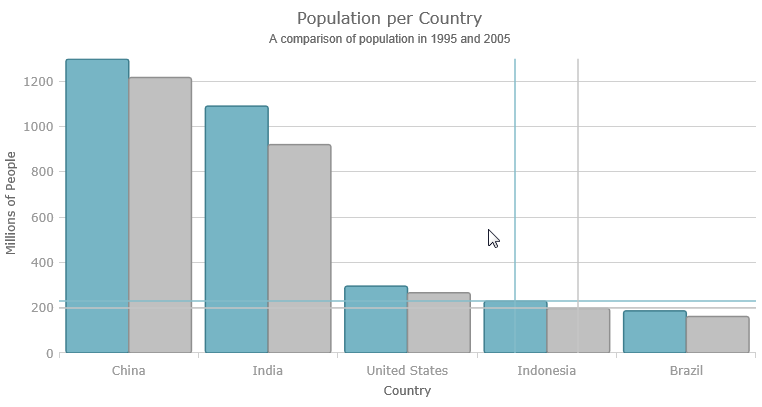 Population per Country
A comparison of population in 1995 and 2005
Millions of People
1200
1000
800
600
400
200
0
China
India
United States
Indonesia
Brazil
Country